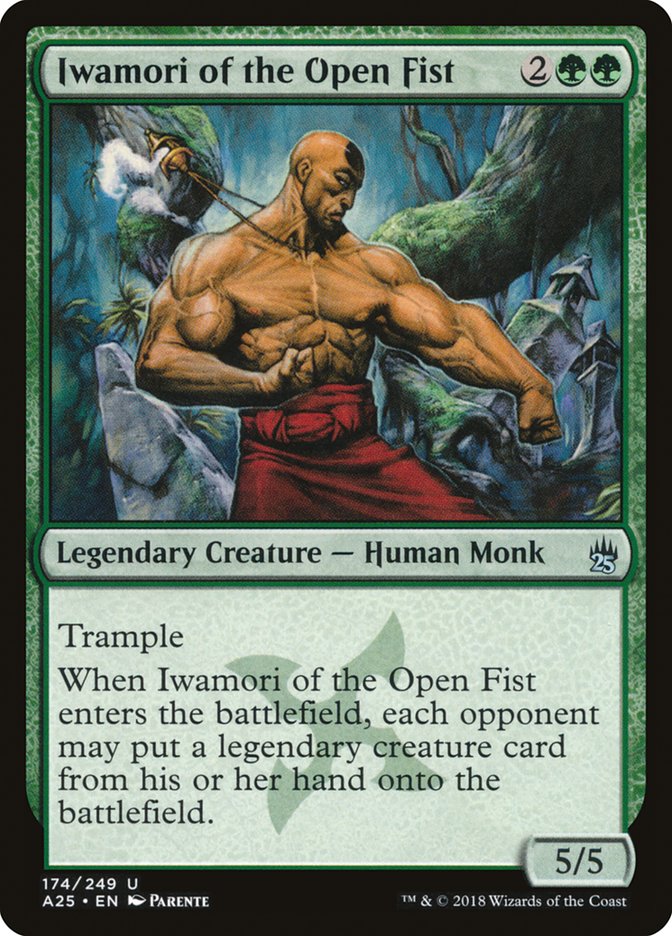 Iwamori of the Open Fist 2
Legendary Creature — Human Monk
25
Trample
When Iwamori of the Open Fist
enters the battlefield, each opponent
may put a legendary creature card
from his or her hand onto the
battlefield.
5/5
174/249 U
A25 • EN Parente
™ & © 2018 Wizards of the Coast